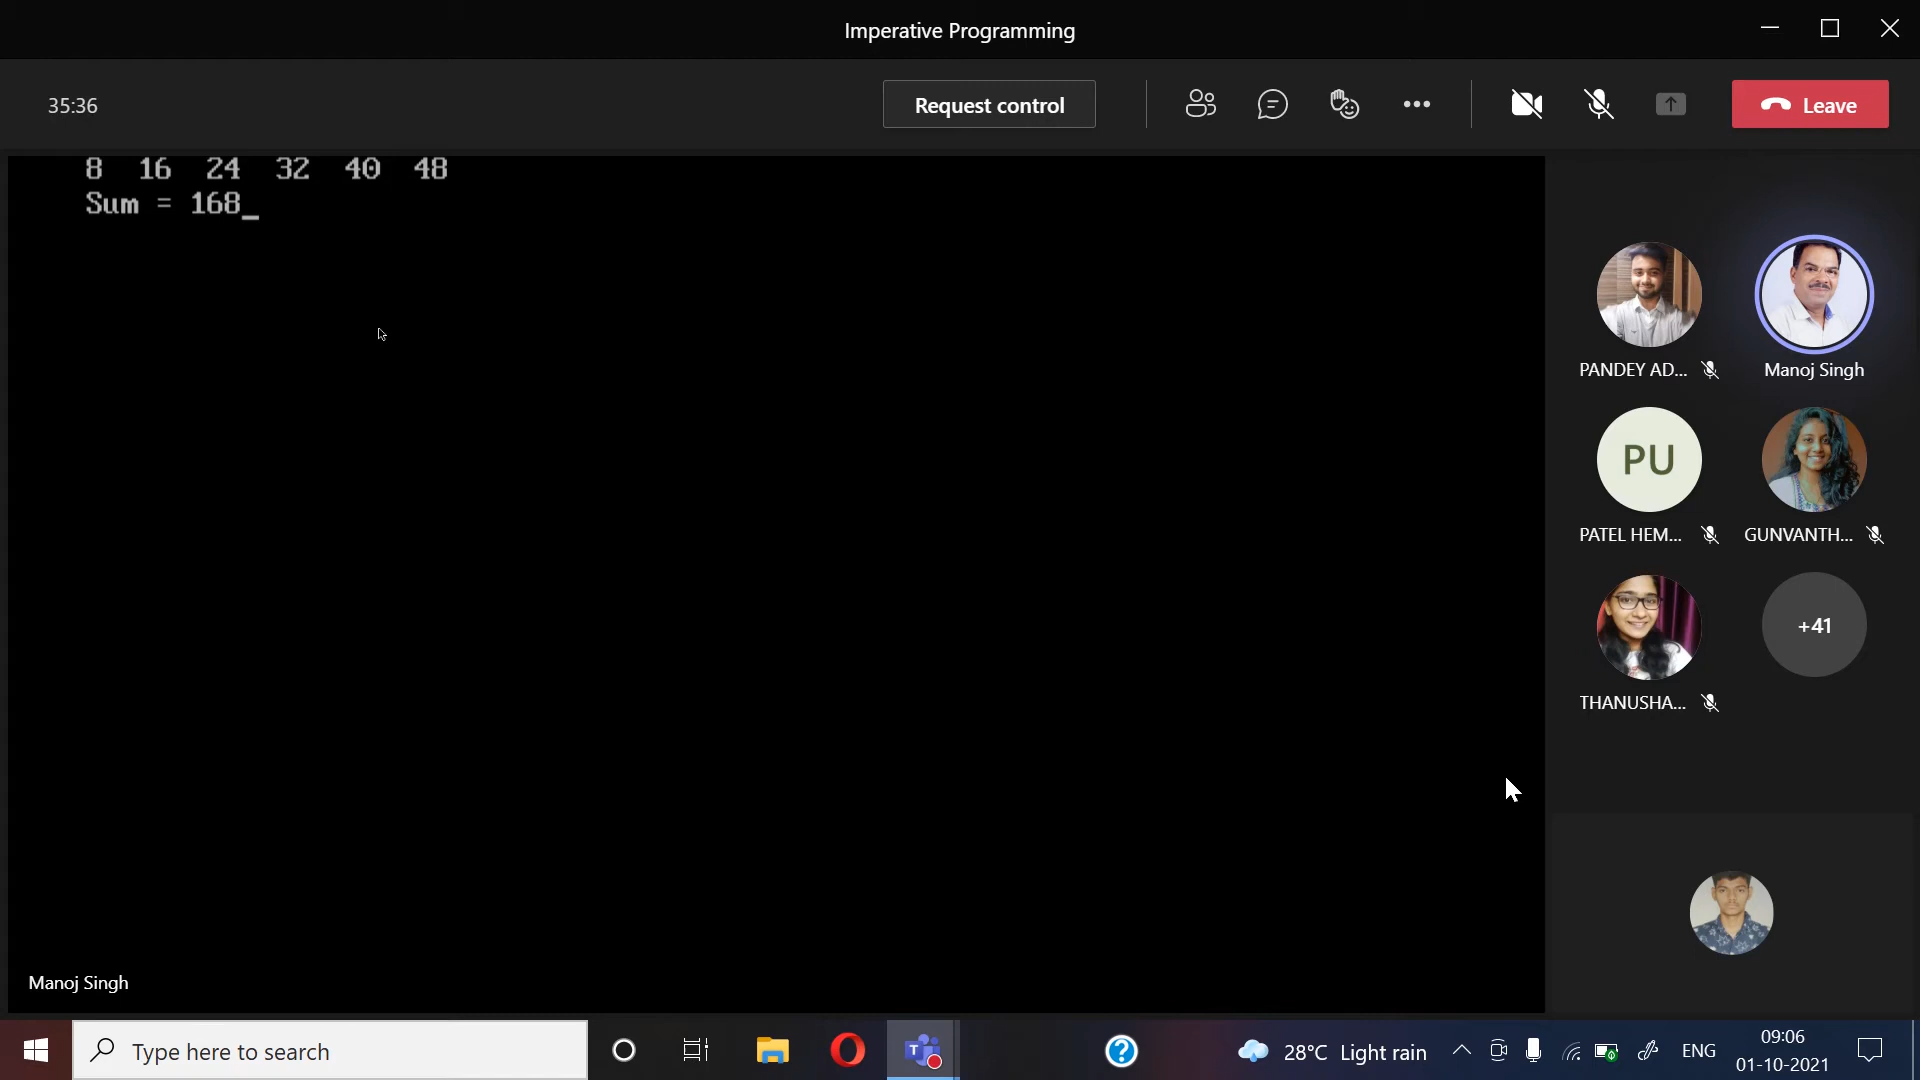 Imperative Programming
35:36
Request control
Leave
8 16 24 32 40 48
Sum = 168_
PANDEY AD...
Manoj Singh
PU
PATEL HEM...
GUNVANTH...
THANUSHA...
+41
Manoj Singh
Type here to search
T
?
28°C Light rain
ENG
09:06
01-10-2021